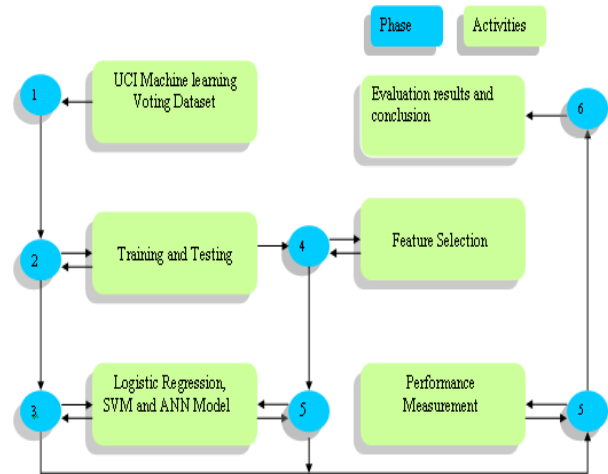 Phase
Activities
1
UCI Machine learning
Voting Dataset
Evaluation results and
conclusion
6
2
Training and Testing
4
Feature Selection
3
Logistic Regression,
SVM and ANN Model
5
Performance
Measurement
5